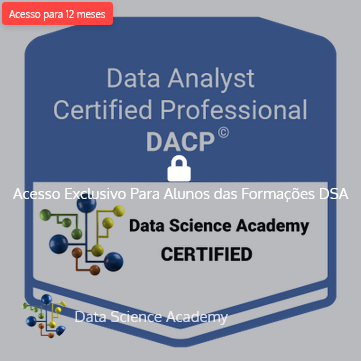 Acesso para 12 meses
Data Analyst
Certified Professional
DACP©
Acesso Exclusivo Para Alunos das Formações DSA
Data Science Academy
CERTIFIED
Data Science Academy